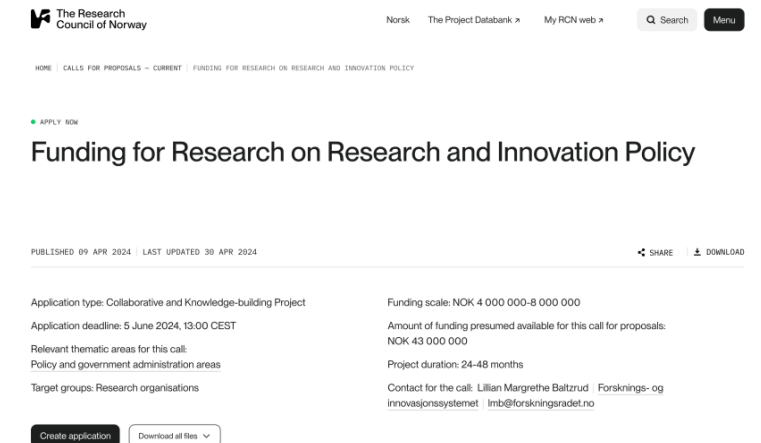 The Research
Council of Norway
Norsk The Project Databank ↗ My RCN web ↗ Search Menu
HOME | CALLS FOR PROPOSALS — CURRENT | FUNDING FOR RESEARCH ON RESEARCH AND INNOVATION POLICY
APPLY NOW
Funding for Research on Research and Innovation Policy
PUBLISHED 09 APR 2024 | LAST UPDATED 30 APR 2024 SHARE | DOWNLOAD
Application type: Collaborative and Knowledge-building Project
Application deadline: 5 June 2024, 13:00 CEST
Relevant thematic areas for this call:
Policy and government administration areas
Target groups: Research organisations
Funding scale: NOK 4 000 000-8 000 000
Amount of funding presumed available for this call for proposals:
NOK 43 000 000
Project duration: 24-48 months
Contact for the call: Lillian Margrethe Baltzrud | Forsknings- og
innovasjonssystemet | lmb@forskningsradet.no
Create application Download all files